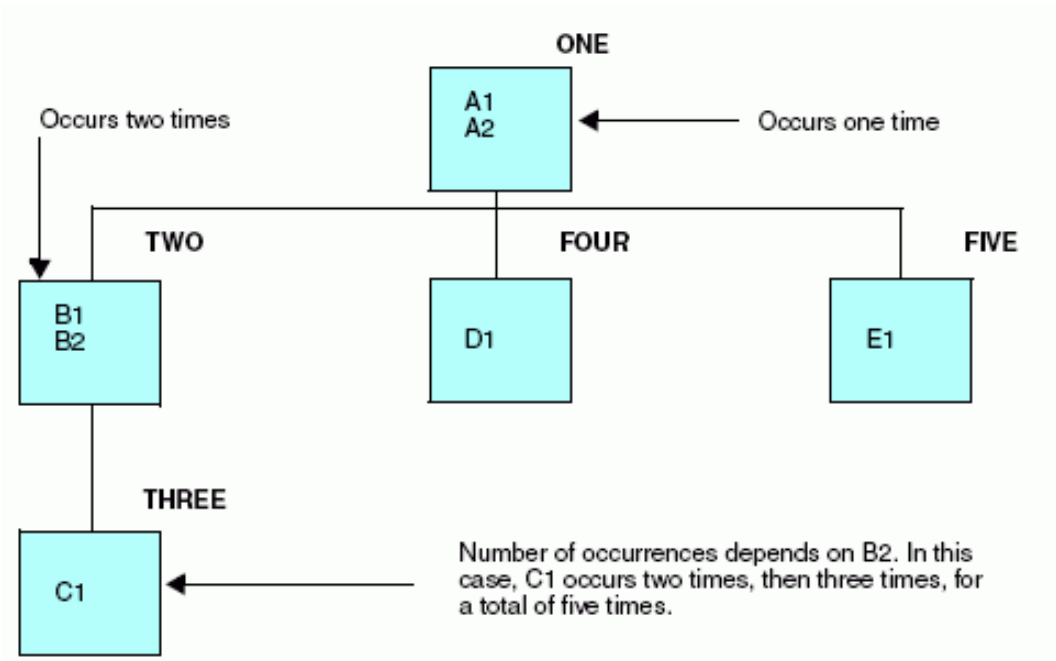 ONE
A1
A2
Occurs two times
Occurs one time
TWO
FOUR
FIVE
B1
B2
D1
E1
THREE
C1
Number of occurrences depends on B2. In this
case, C1 occurs two times, then three times, for
a total of five times.